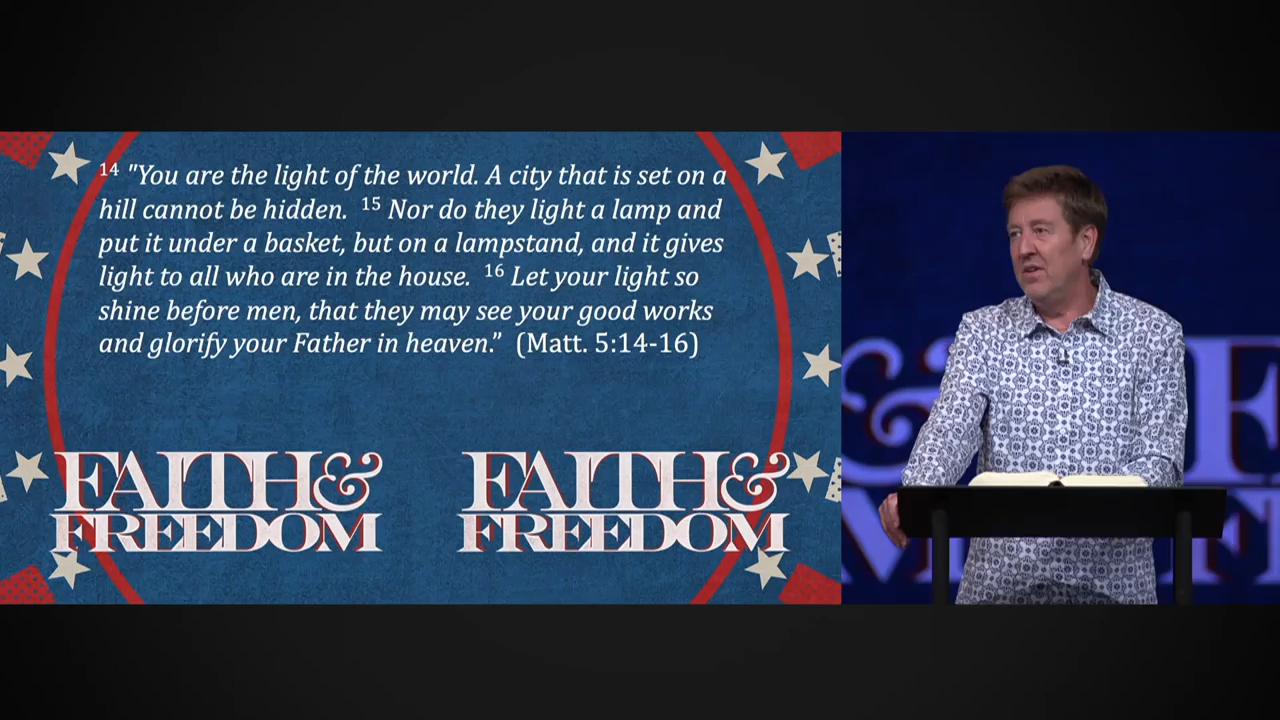 14 "You are the light of the world. A city that is set on a
hill cannot be hidden. 15 Nor do they light a lamp and
put it under a basket, but on a lampstand, and it gives
light to all who are in the house. 16 Let your light so
shine before men, that they may see your good works
and glorify your Father in heaven.” (Matt. 5:14-16)
FAITH&
FREEDOM
FAITH&
FREEDOM